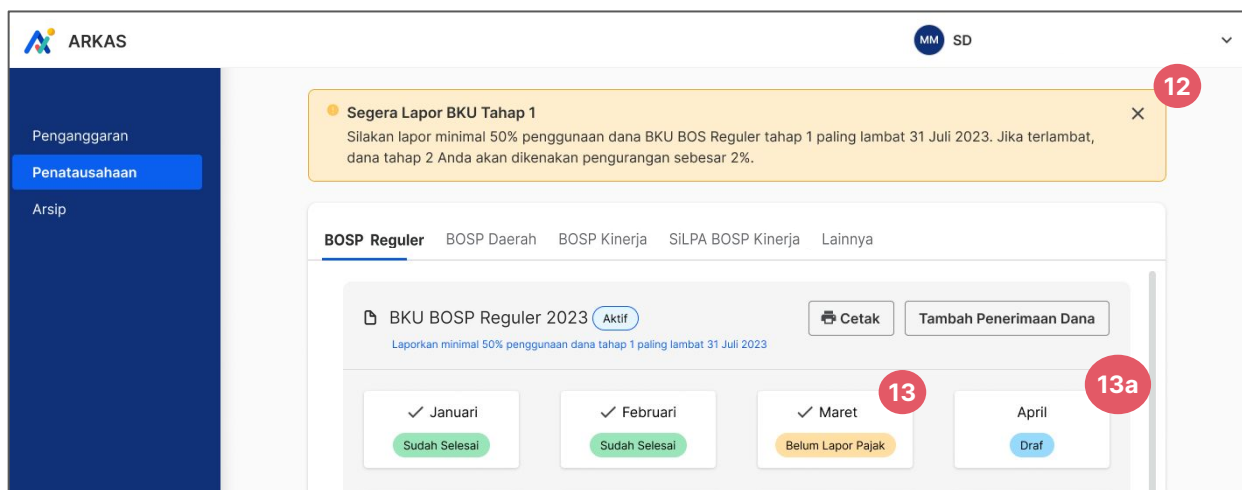 ARKAS
MM SD
12
Segera Lapor BKU Tahap 1
Silakan lapor minimal 50% penggunaan dana BKU BOS Reguler tahap 1 paling lambat 31 Juli 2023. Jika terlambat,
dana tahap 2 Anda akan dikenakan pengurangan sebesar 2%.
Penganggaran
Penatausahaan
Arsip
BOSP Reguler BOSP Daerah BOSP Kinerja SiLPA BOSP Kinerja Lainnya
BKU BOSP Reguler 2023 Aktif Cetak Tambah Penerimaan Dana
Laporkan minimal 50% penggunaan dana tahap 1 paling lambat 31 Juli 2023
13 13a
Januari Februari Maret April
Sudah Selesai Sudah Selesai Belum Lapor Pajak Draf